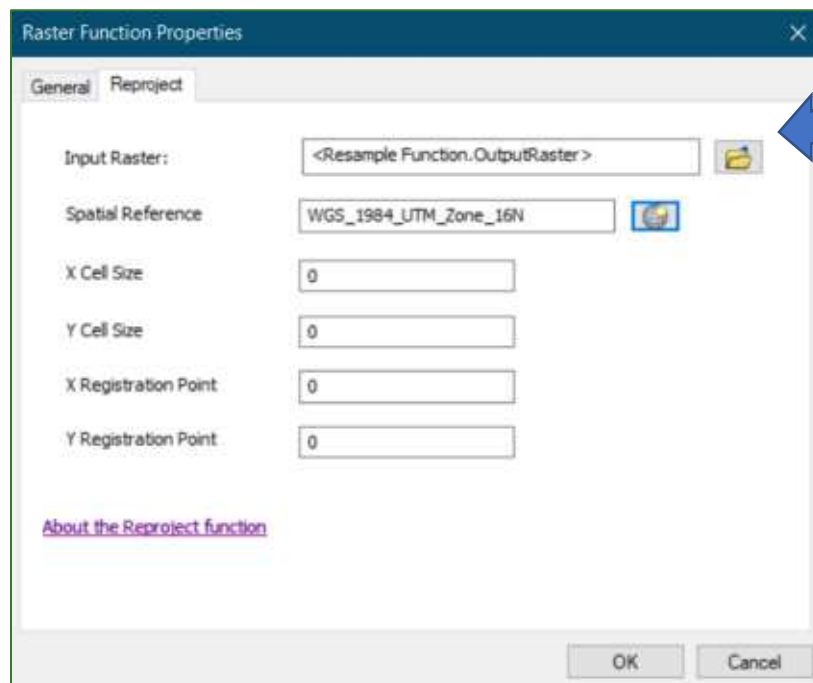 Raster Function Properties
General Reproject
Input Raster: <Resample Function.OutputRaster>
Spatial Reference WGS_1984_UTM_Zone_16N
X Cell Size 0
Y Cell Size 0
X Registration Point 0
Y Registration Point 0
About the Reproject function
OK Cancel